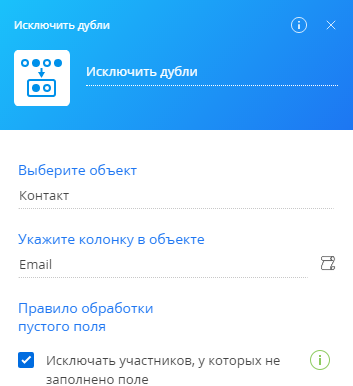 Исключить дубли
Исключить дубли
Выберите объект
Контакт
Укажите колонку в объекте
Email
Правило обработки
пустого поля
Исключать участников, у которых не
заполнено поле